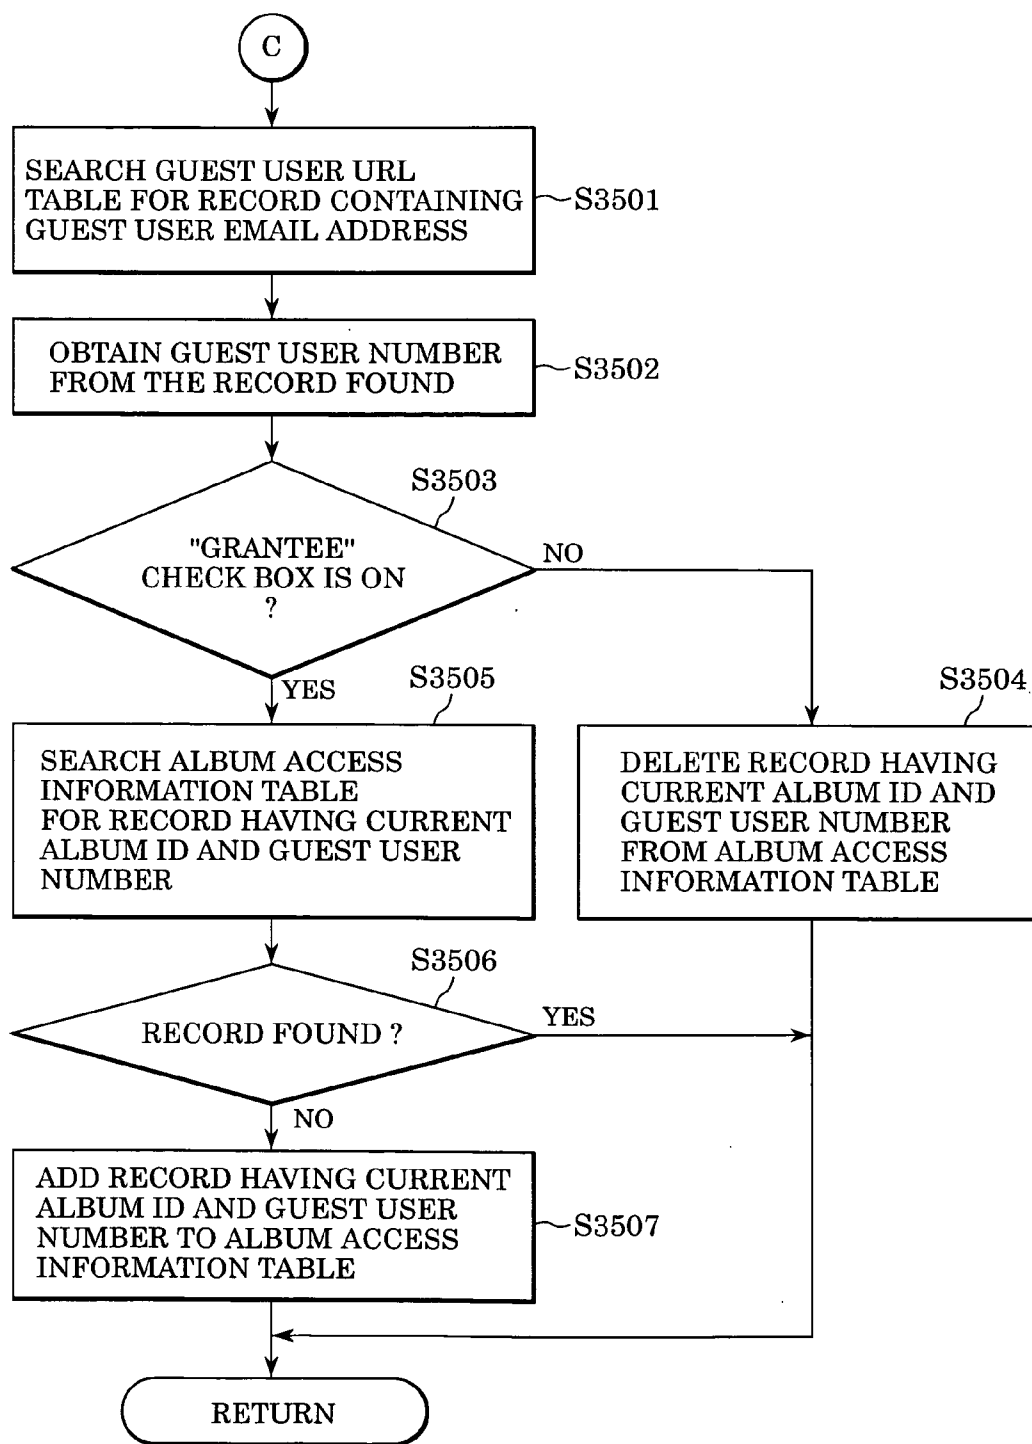 C
SEARCH GUEST USER URL
TABLE FOR RECORD CONTAINING
GUEST USER EMAIL ADDRESS
S3501
OBTAIN GUEST USER NUMBER
FROM THE RECORD FOUND
S3502
S3503
"GRANTEE"
CHECK BOX IS ON
?
NO
YES
S3505
SEARCH ALBUM ACCESS
INFORMATION TABLE
FOR RECORD HAVING CURRENT
ALBUM ID AND GUEST USER
NUMBER
S3504
DELETE RECORD HAVING
CURRENT ALBUM ID AND
GUEST USER NUMBER
FROM ALBUM ACCESS
INFORMATION TABLE
S3506
RECORD FOUND ?
YES
NO
ADD RECORD HAVING CURRENT
ALBUM ID AND GUEST USER
NUMBER TO ALBUM ACCESS
INFORMATION TABLE
S3507
RETURN